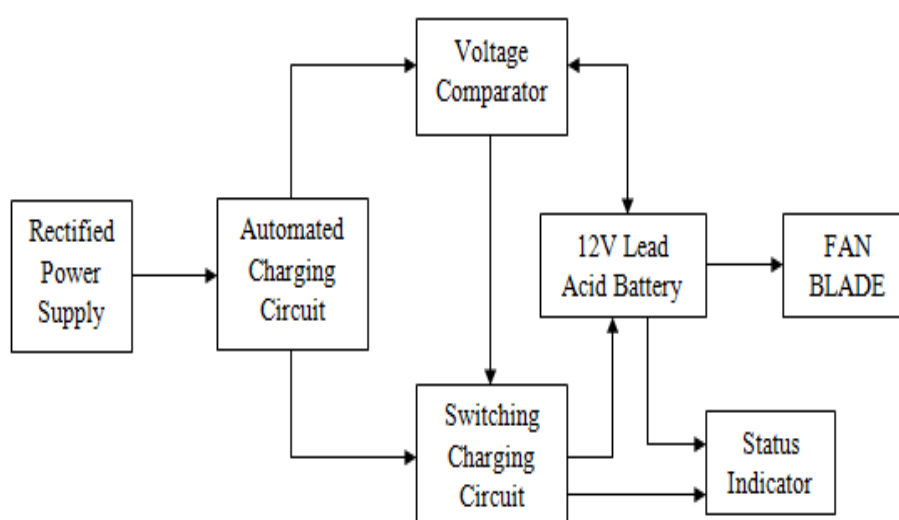 Voltage
Comparator
Rectified
Power
Supply
Automated
Charging
Circuit
12V Lead
Acid Battery
FAN
BLADE
Switching
Charging
Circuit
Status
Indicator